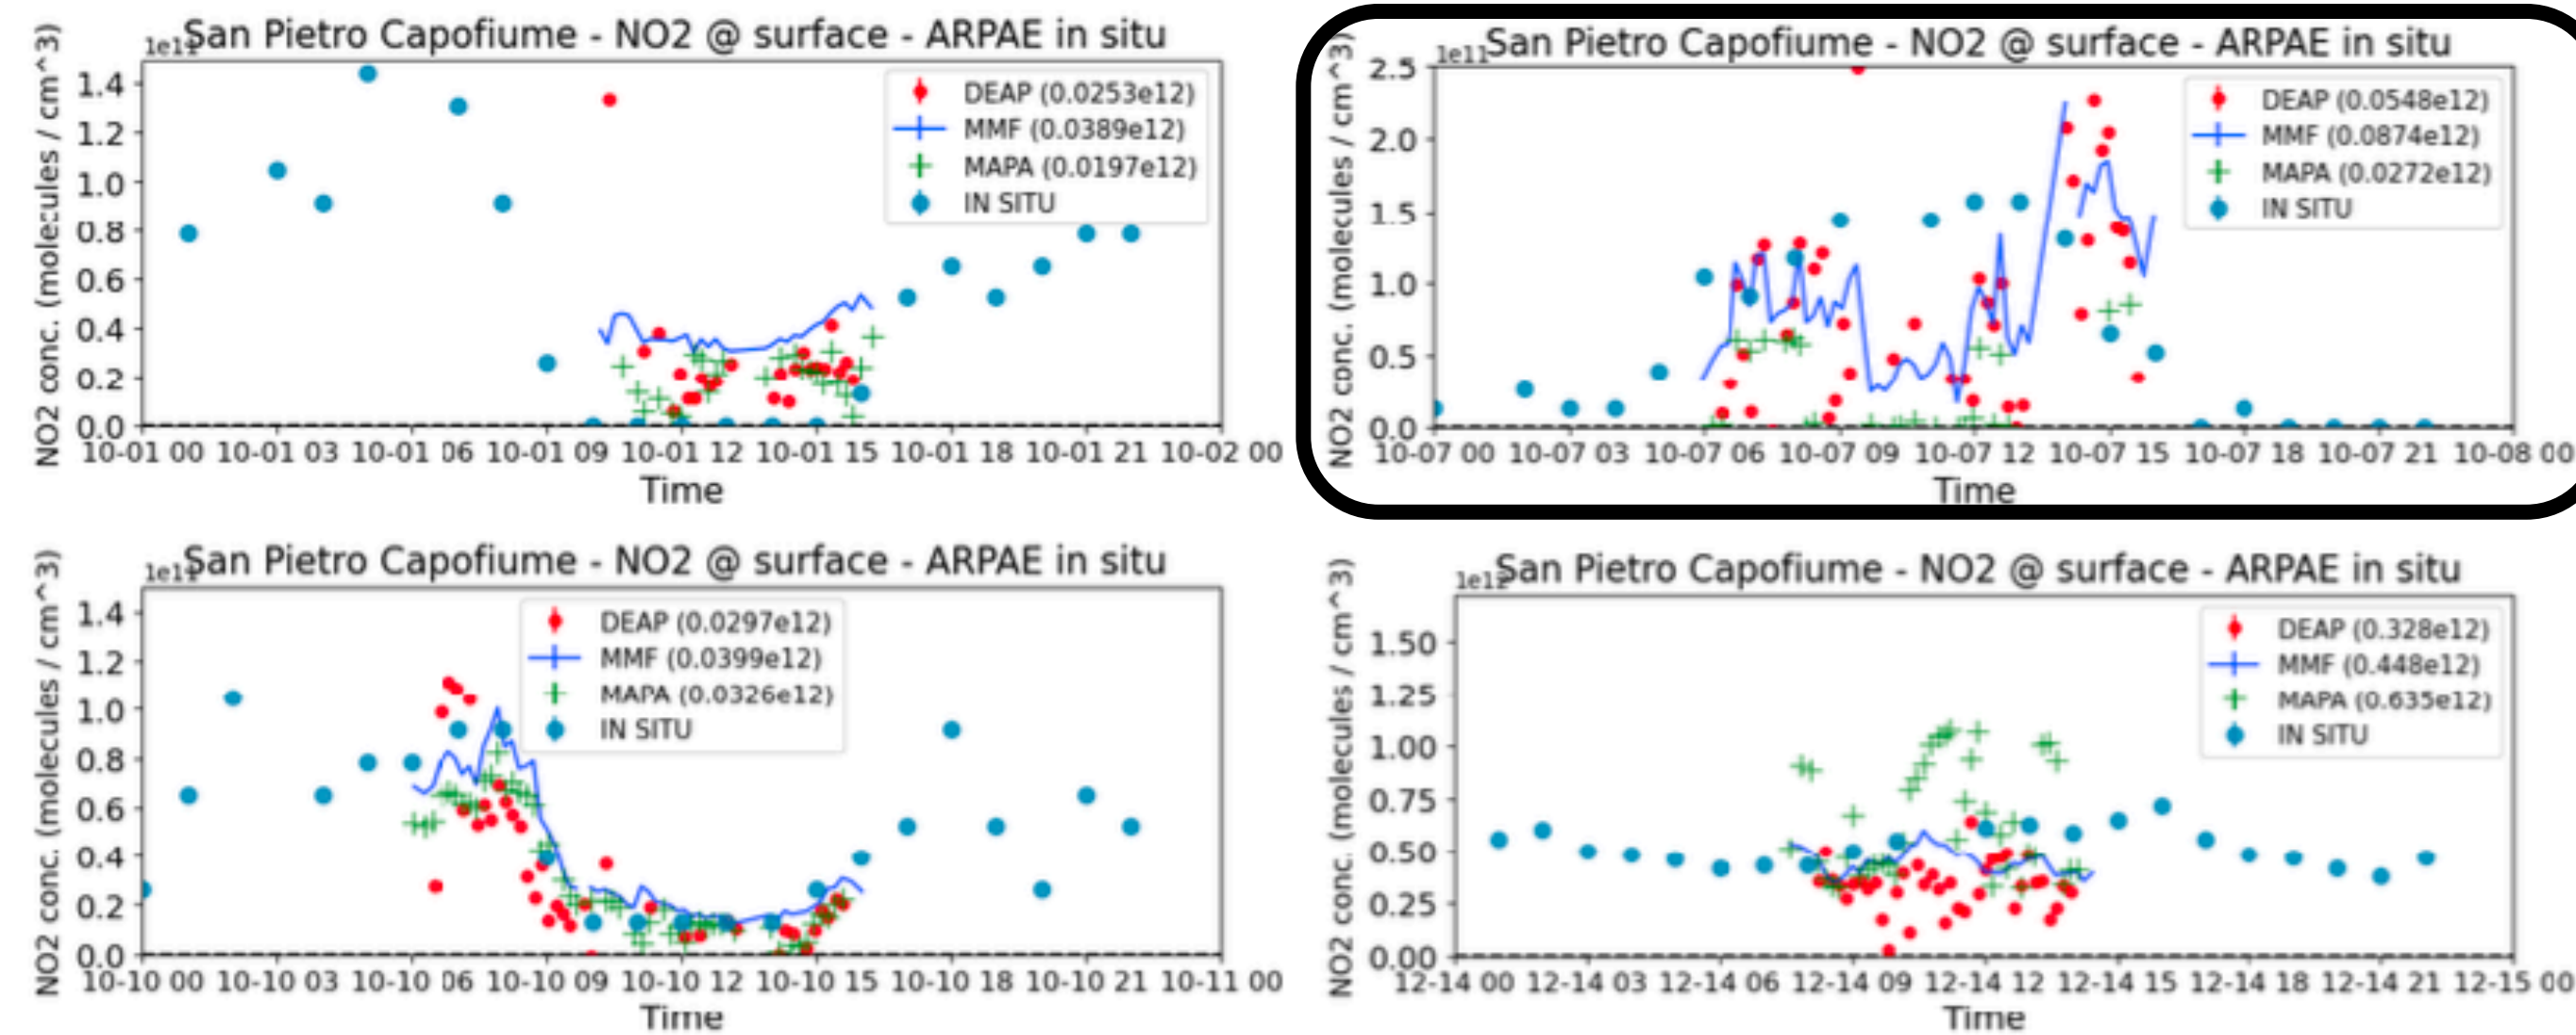 San Pietro Capofiume - NO2 @ surface - ARPAE in situ
1e11
NO2 conc. (molecules / cm^3)
1.4
1.2
1.0
0.8
0.6
0.4
0.2
0.0
DEAP (0.0253e12)
MMF (0.0389e12)
MAPA (0.0197e12)
IN SITU
10-01 00 10-01 03 10-01 06 10-01 09 10-01 12 10-01 15 10-01 18 10-01 21 10-02 00
Time
San Pietro Capofiume - NO2 @ surface - ARPAE in situ
1e11
NO2 conc. (molecules / cm^3)
2.5
2.0
1.5
1.0
0.5
0.0
DEAP (0.0548e12)
MMF (0.0874e12)
MAPA (0.0272e12)
IN SITU
10-07 00 10-07 03 10-07 06 10-07 09 10-07 12 10-07 15 10-07 18 10-07 21 10-08 00
Time
San Pietro Capofiume - NO2 @ surface - ARPAE in situ
1e11
NO2 conc. (molecules / cm^3)
1.4
1.2
1.0
0.8
0.6
0.4
0.2
0.0
DEAP (0.0297e12)
MMF (0.0399e12)
MAPA (0.0326e12)
IN SITU
10-10 00 10-10 03 10-10 06 10-10 09 10-10 12 10-10 15 10-10 18 10-10 21 10-11 00
Time
San Pietro Capofiume - NO2 @ surface - ARPAE in situ
1e12
NO2 conc. (molecules / cm^3)
1.50
1.25
1.00
0.75
0.50
0.25
0.00
DEAP (0.328e12)
MMF (0.448e12)
MAPA (0.635e12)
IN SITU
12-14 00 12-14 03 12-14 06 12-14 09 12-14 12 12-14 15 12-14 18 12-14 21 12-15 00
Time